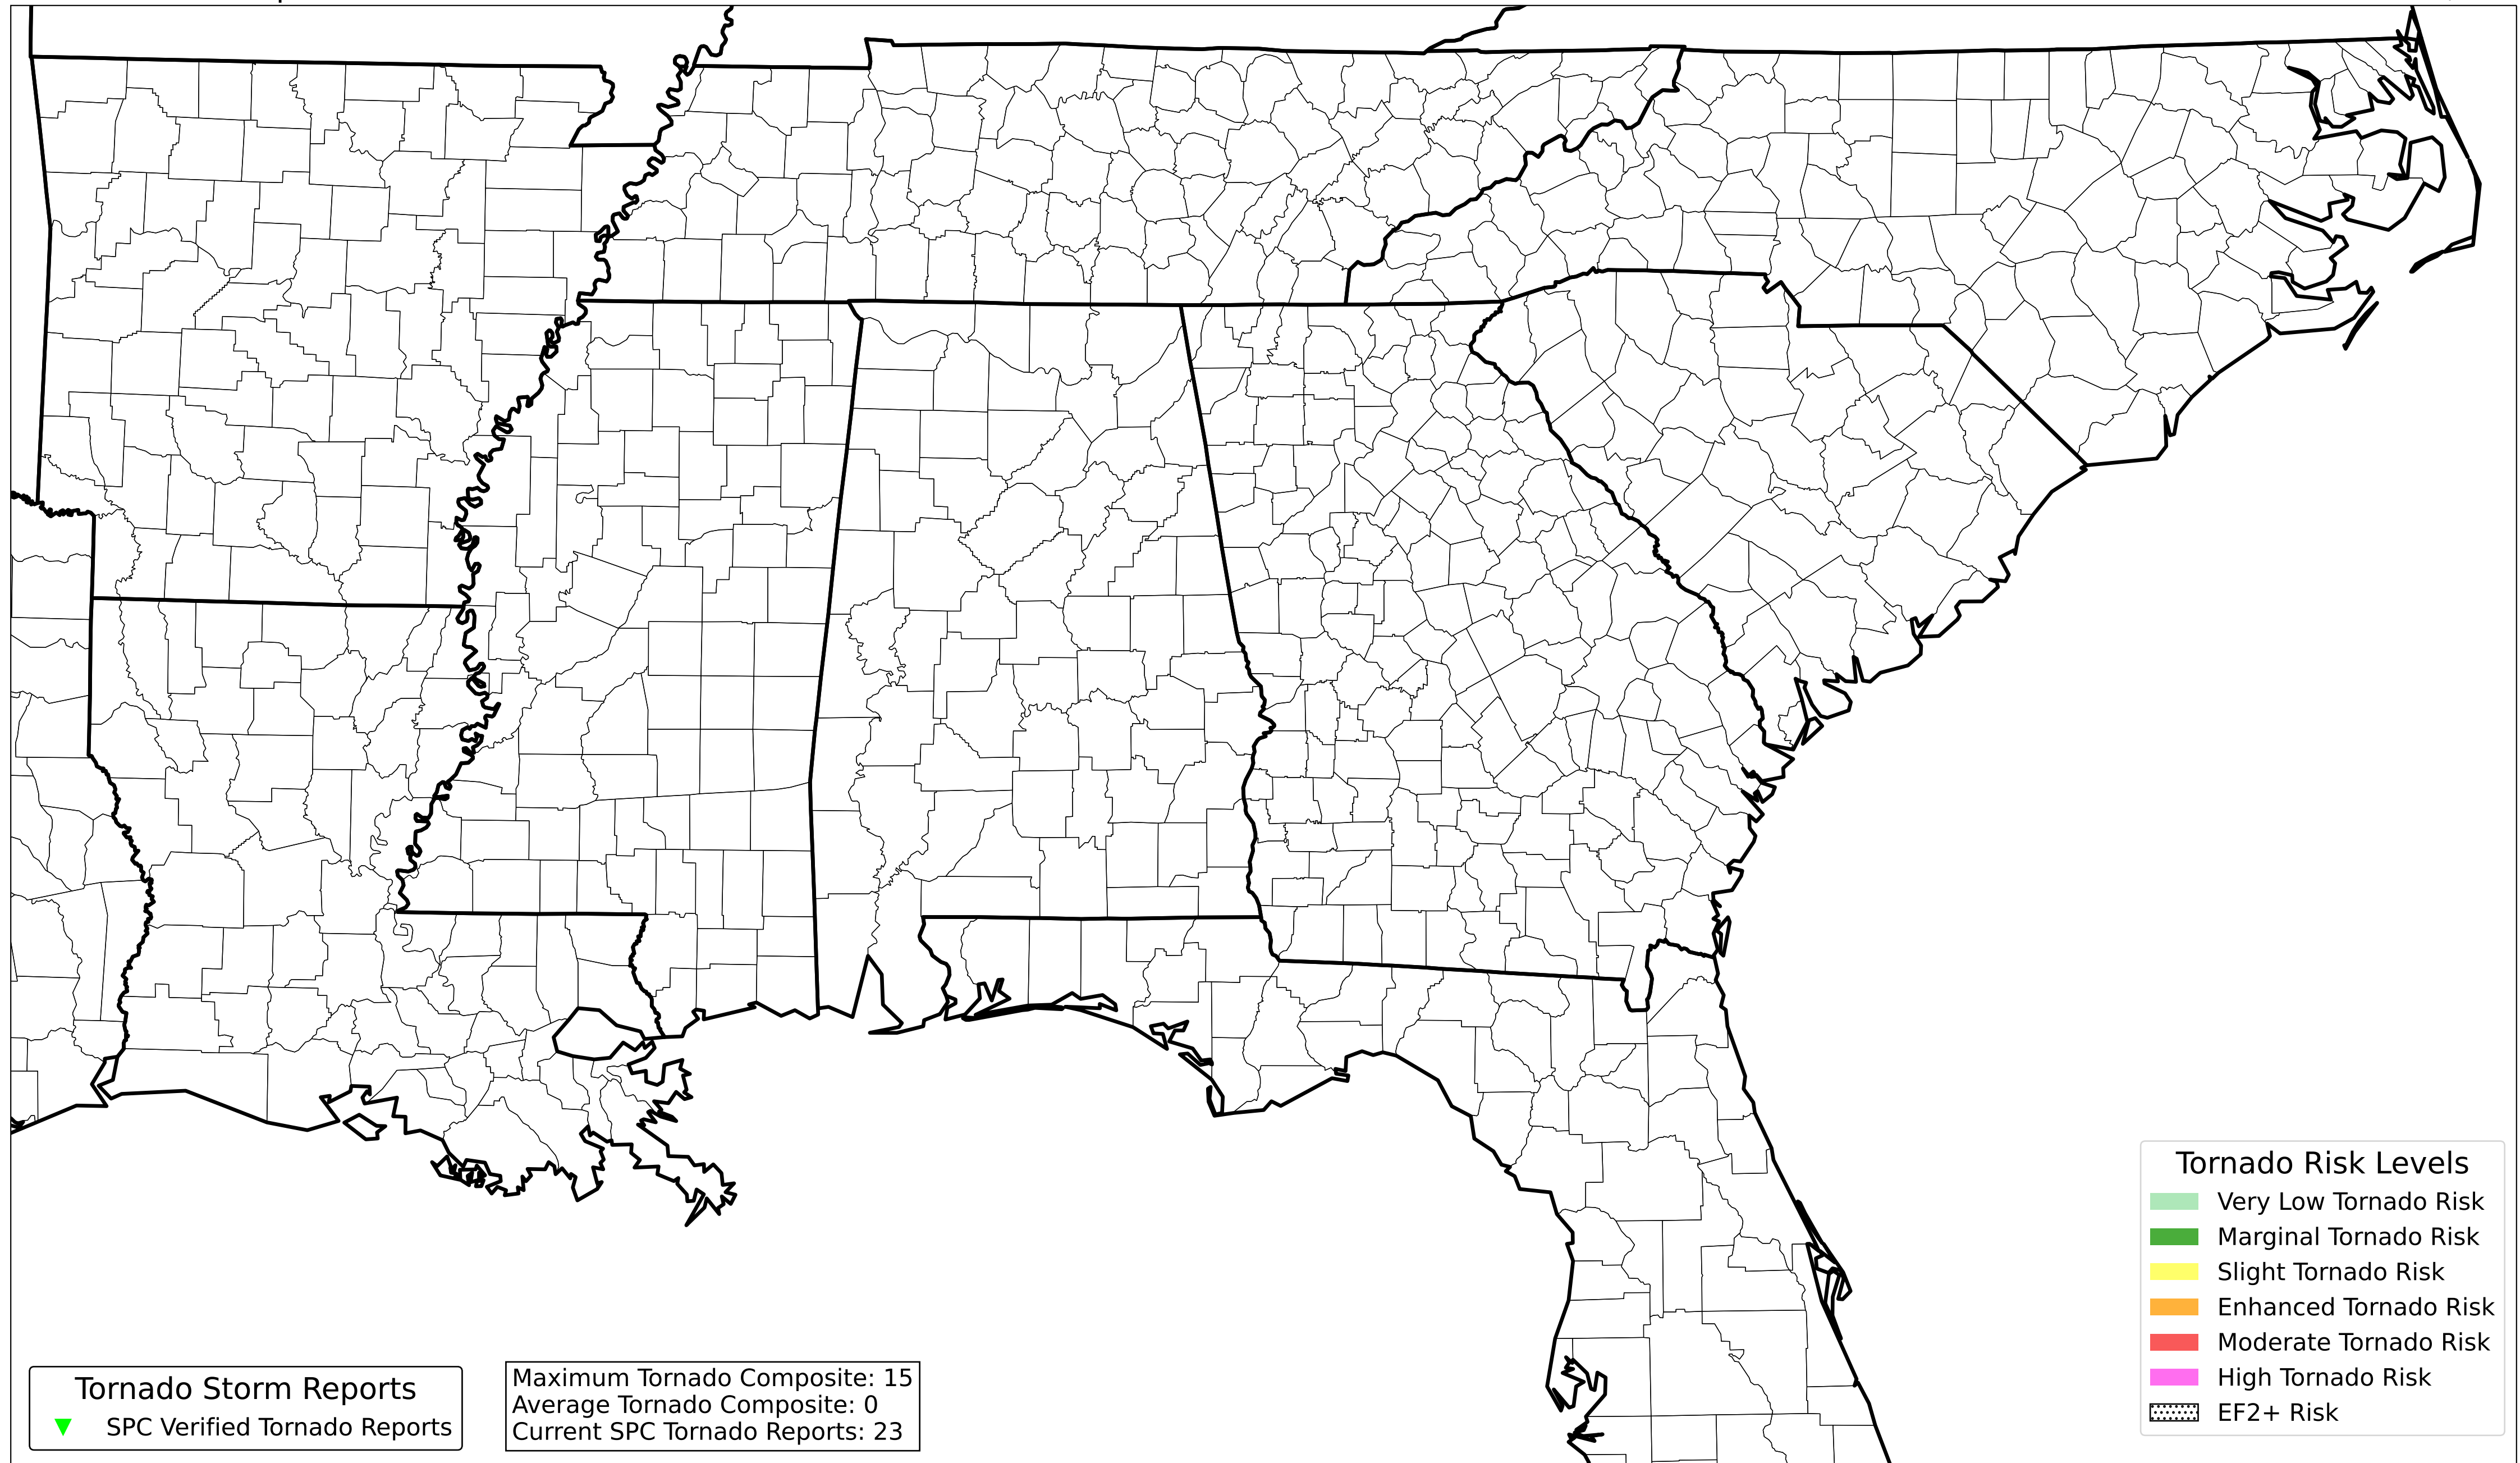 Tornado Storm Reports
SPC Verified Tornado Reports
Maximum Tornado Composite: 15
Average Tornado Composite: 0
Current SPC Tornado Reports: 23
Tornado Risk Levels
Very Low Tornado Risk
Marginal Tornado Risk
Slight Tornado Risk
Enhanced Tornado Risk
Moderate Tornado Risk
High Tornado Risk
EF2+ Risk